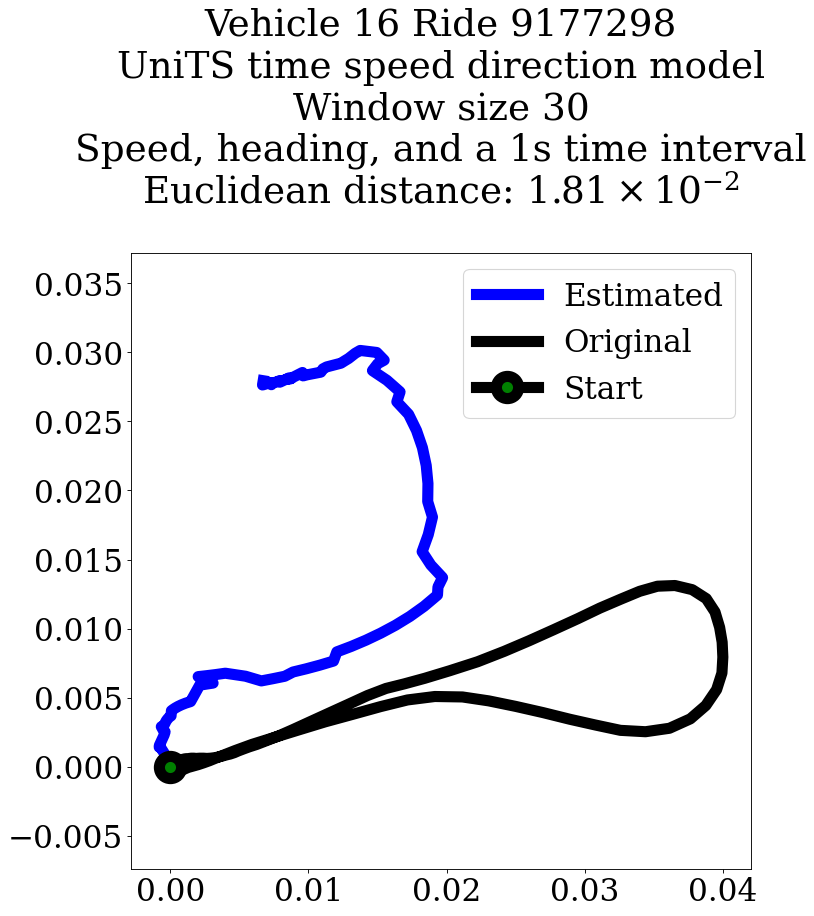 Vehicle 16 Ride 9177298
UniTS time speed direction model
Window size 30
Speed, heading, and a 1s time interval
Euclidean distance: 1.81 × 10⁻²
Estimated
Original
Start
0.035
0.030
0.025
0.020
0.015
0.010
0.005
0.000
−0.005
0.00 0.01 0.02 0.03 0.04